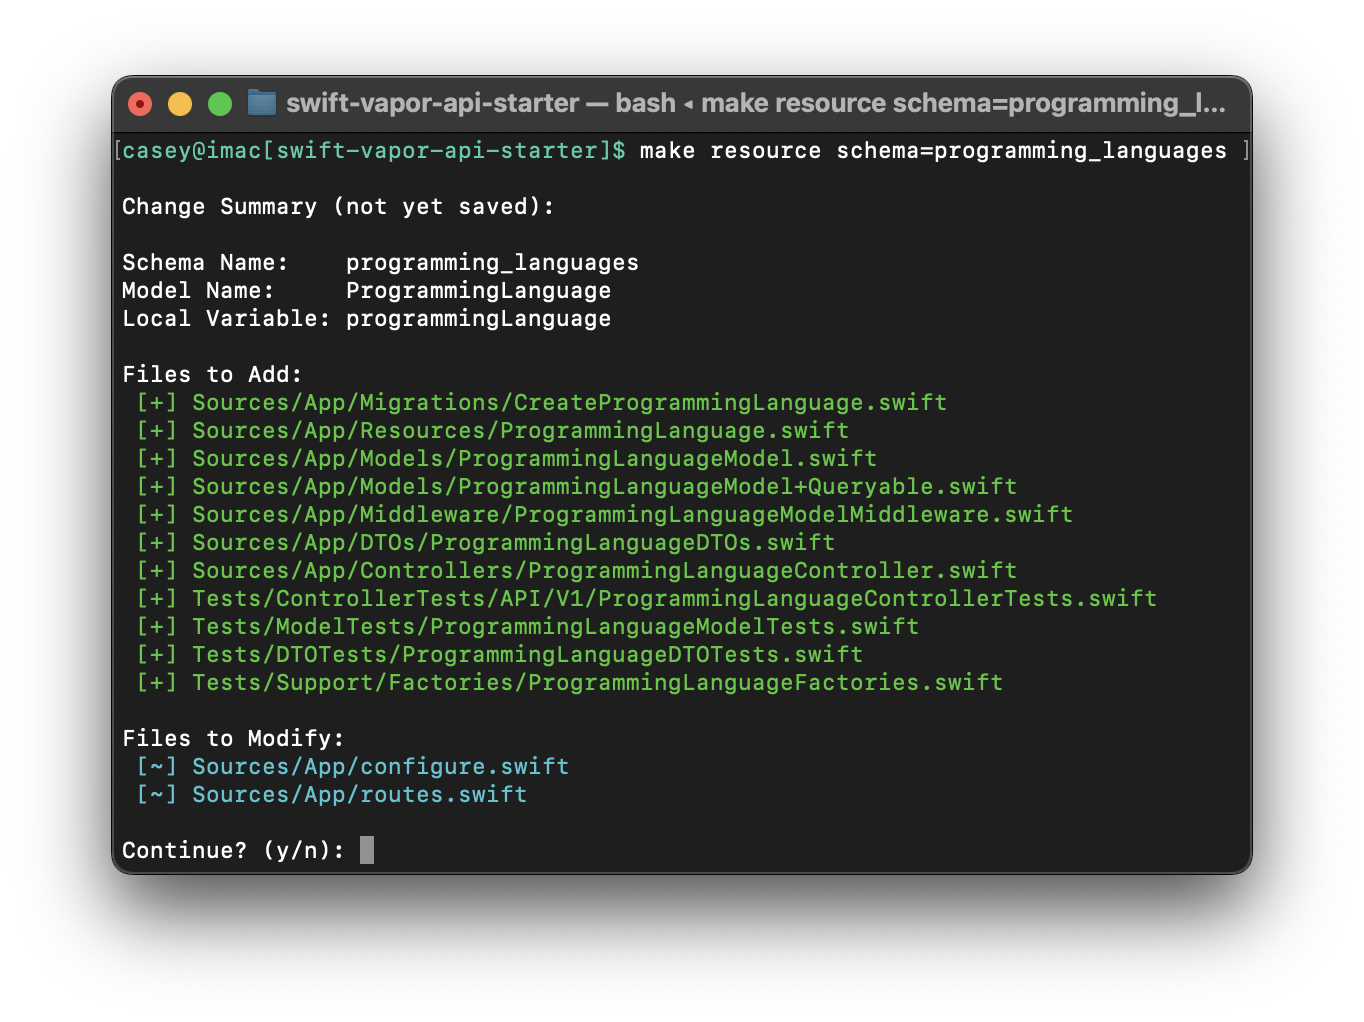 swift-vapor-api-starter — bash ◂ make resource schema=programming_l...
[casey@imac[swift-vapor-api-starter]$ make resource schema=programming_languages ]
Change Summary (not yet saved):
Schema Name:    programming_languages
Model Name:     ProgrammingLanguage
Local Variable: programmingLanguage
Files to Add:
[+] Sources/App/Migrations/CreateProgrammingLanguage.swift
[+] Sources/App/Resources/ProgrammingLanguage.swift
[+] Sources/App/Models/ProgrammingLanguageModel.swift
[+] Sources/App/Models/ProgrammingLanguageModel+Queryable.swift
[+] Sources/App/Middleware/ProgrammingLanguageModelMiddleware.swift
[+] Sources/App/DTOs/ProgrammingLanguageDTOs.swift
[+] Sources/App/Controllers/ProgrammingLanguageController.swift
[+] Tests/ControllerTests/API/V1/ProgrammingLanguageControllerTests.swift
[+] Tests/ModelTests/ProgrammingLanguageModelTests.swift
[+] Tests/DTOTests/ProgrammingLanguageDTOTests.swift
[+] Tests/Support/Factories/ProgrammingLanguageFactories.swift
Files to Modify:
[~] Sources/App/configure.swift
[~] Sources/App/routes.swift
Continue? (y/n):